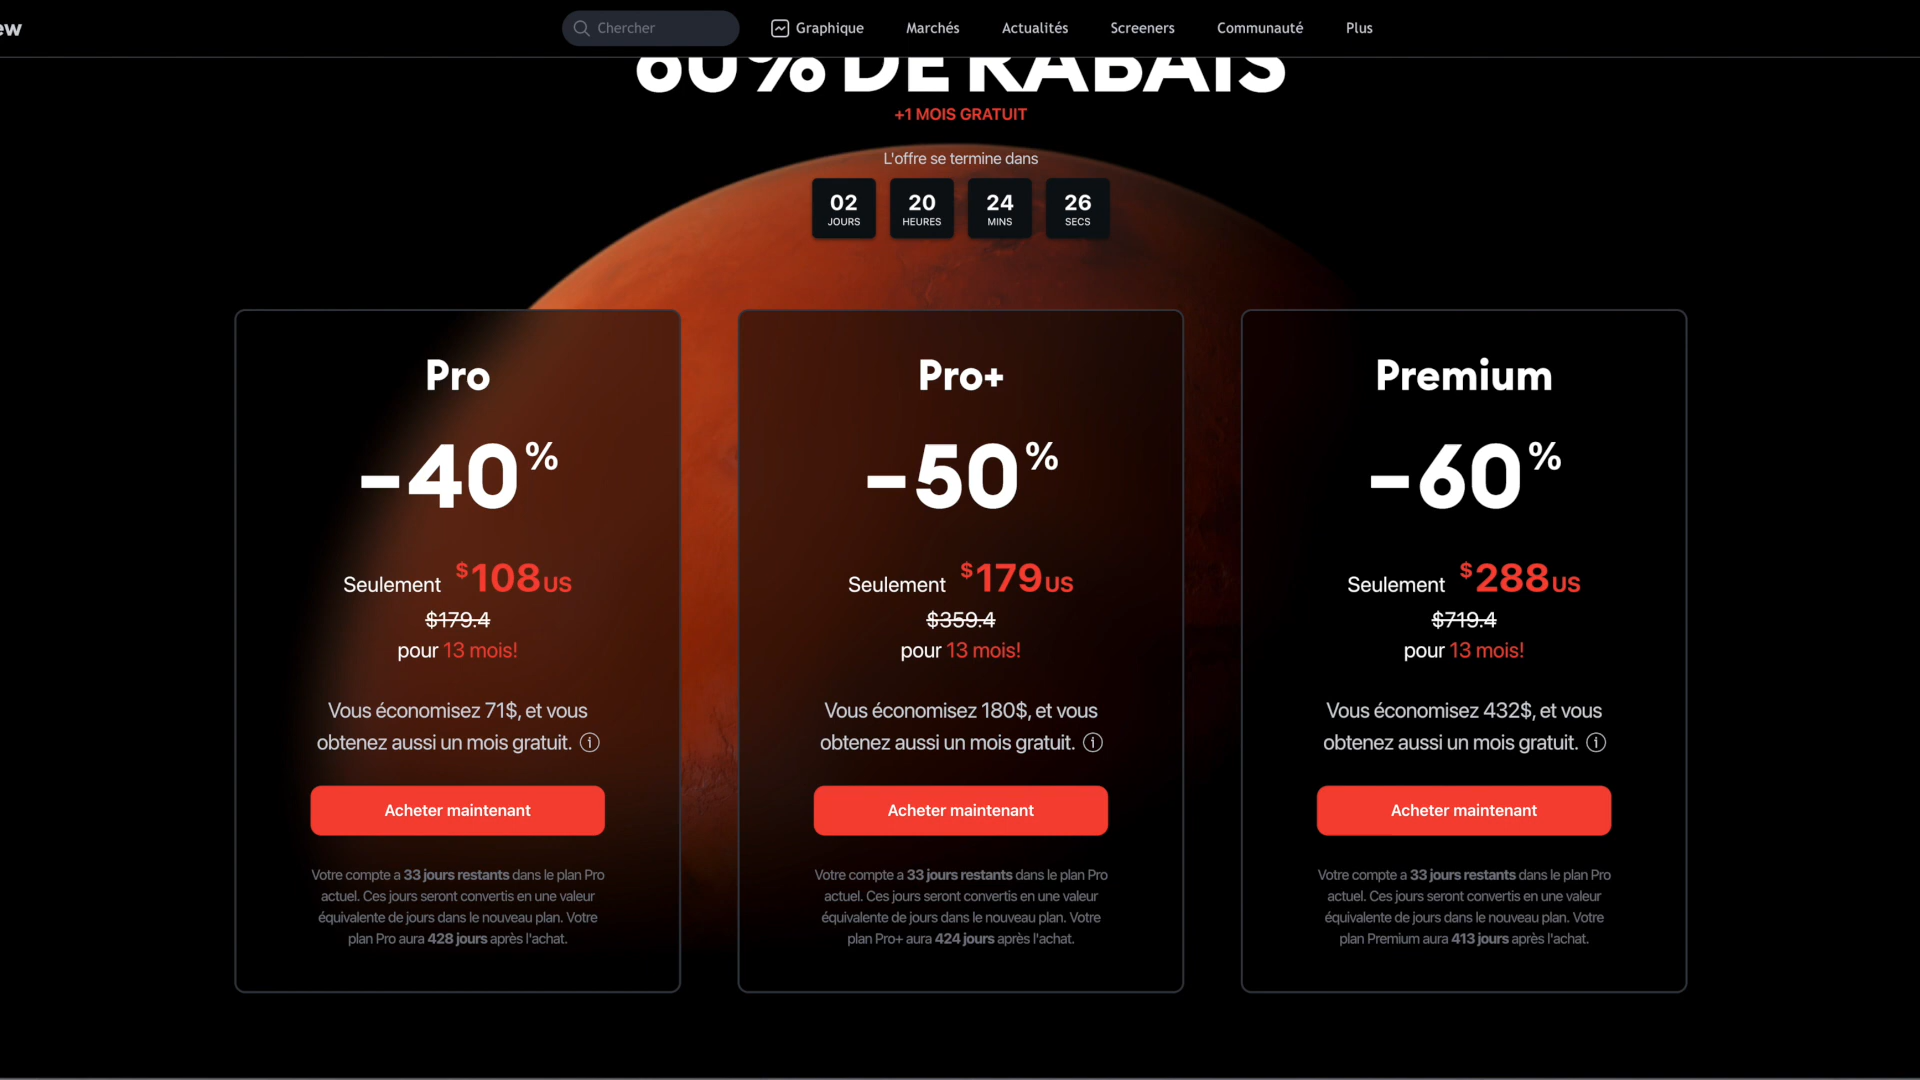 ew
Chercher
Graphique
Marchés
Actualités
Screeners
Communauté
Plus
60% DE RABAIS
+1 MOIS GRATUIT
L'offre se termine dans
02 20 24 26
JOURS HEURES MINS SECS
Pro
-40%
Seulement $108US
$179.4
pour 13 mois!
Vous économisez 71$, et vous
obtenez aussi un mois gratuit.
Acheter maintenant
Votre compte a 33 jours restants dans le plan Pro
actuel. Ces jours seront convertis en une valeur
équivalente de jours dans le nouveau plan. Votre
plan Pro aura 428 jours après l'achat.
Pro+
-50%
Seulement $179US
$359.4
pour 13 mois!
Vous économisez 180$, et vous
obtenez aussi un mois gratuit.
Acheter maintenant
Votre compte a 33 jours restants dans le plan Pro
actuel. Ces jours seront convertis en une valeur
équivalente de jours dans le nouveau plan. Votre
plan Pro+ aura 424 jours après l'achat.
Premium
-60%
Seulement $288US
$719.4
pour 13 mois!
Vous économisez 432$, et vous
obtenez aussi un mois gratuit.
Acheter maintenant
Votre compte a 33 jours restants dans le plan Pro
actuel. Ces jours seront convertis en une valeur
équivalente de jours dans le nouveau plan. Votre
plan Premium aura 413 jours après l'achat.